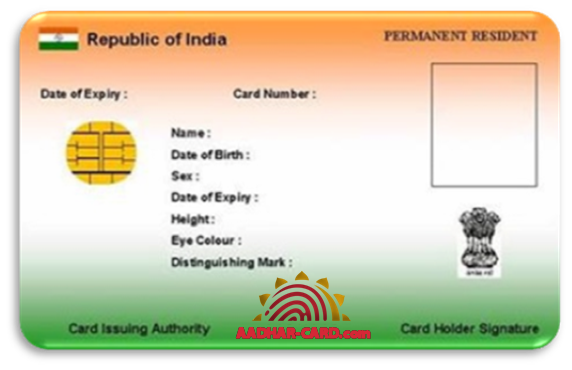 Republic of India
PERMANENT RESIDENT
Date of Expiry :
Card Number :
Name :
Date of Birth :
Sex :
Date of Expiry :
Height :
Eye Colour :
Distinguishing Mark :
AADHAR-CARD.com
Card Issuing Authority
Card Holder Signature